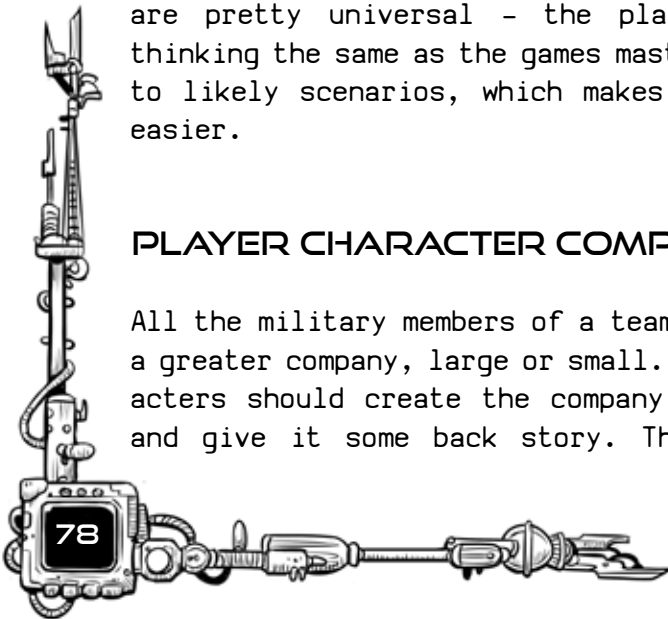 are pretty universal – the pla
thinking the same as the games mast
to likely scenarios, which makes
easier.
PLAYER CHARACTER COMP
All the military members of a team
a greater company, large or small.
acters should create the company
and give it some back story. Th
78